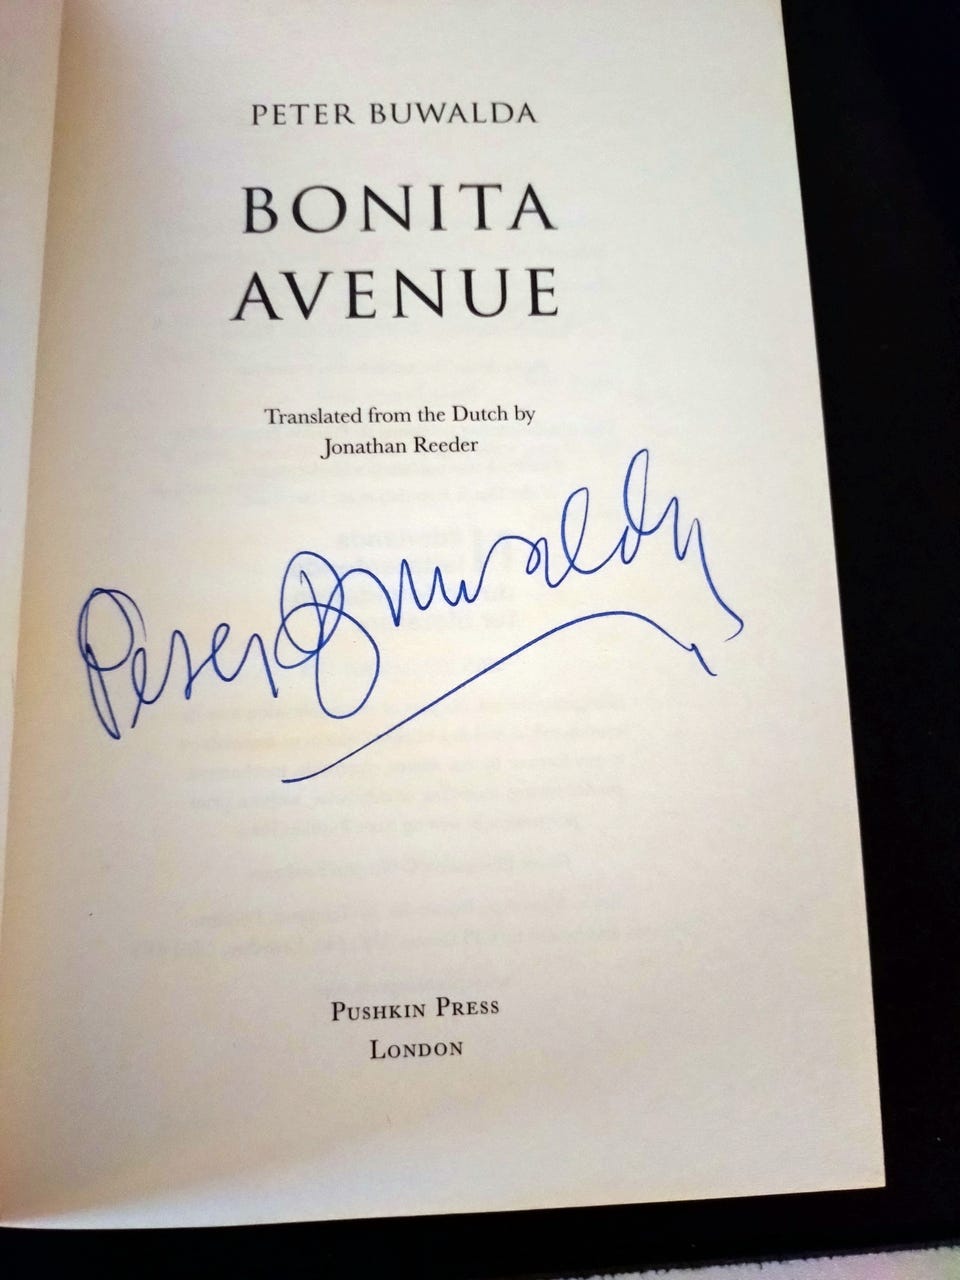 PETER BUWALDA
BONITA
AVENUE
Translated from the Dutch by
Jonathan Reeder
Peter Buwalda
PUSHKIN PRESS
LONDON